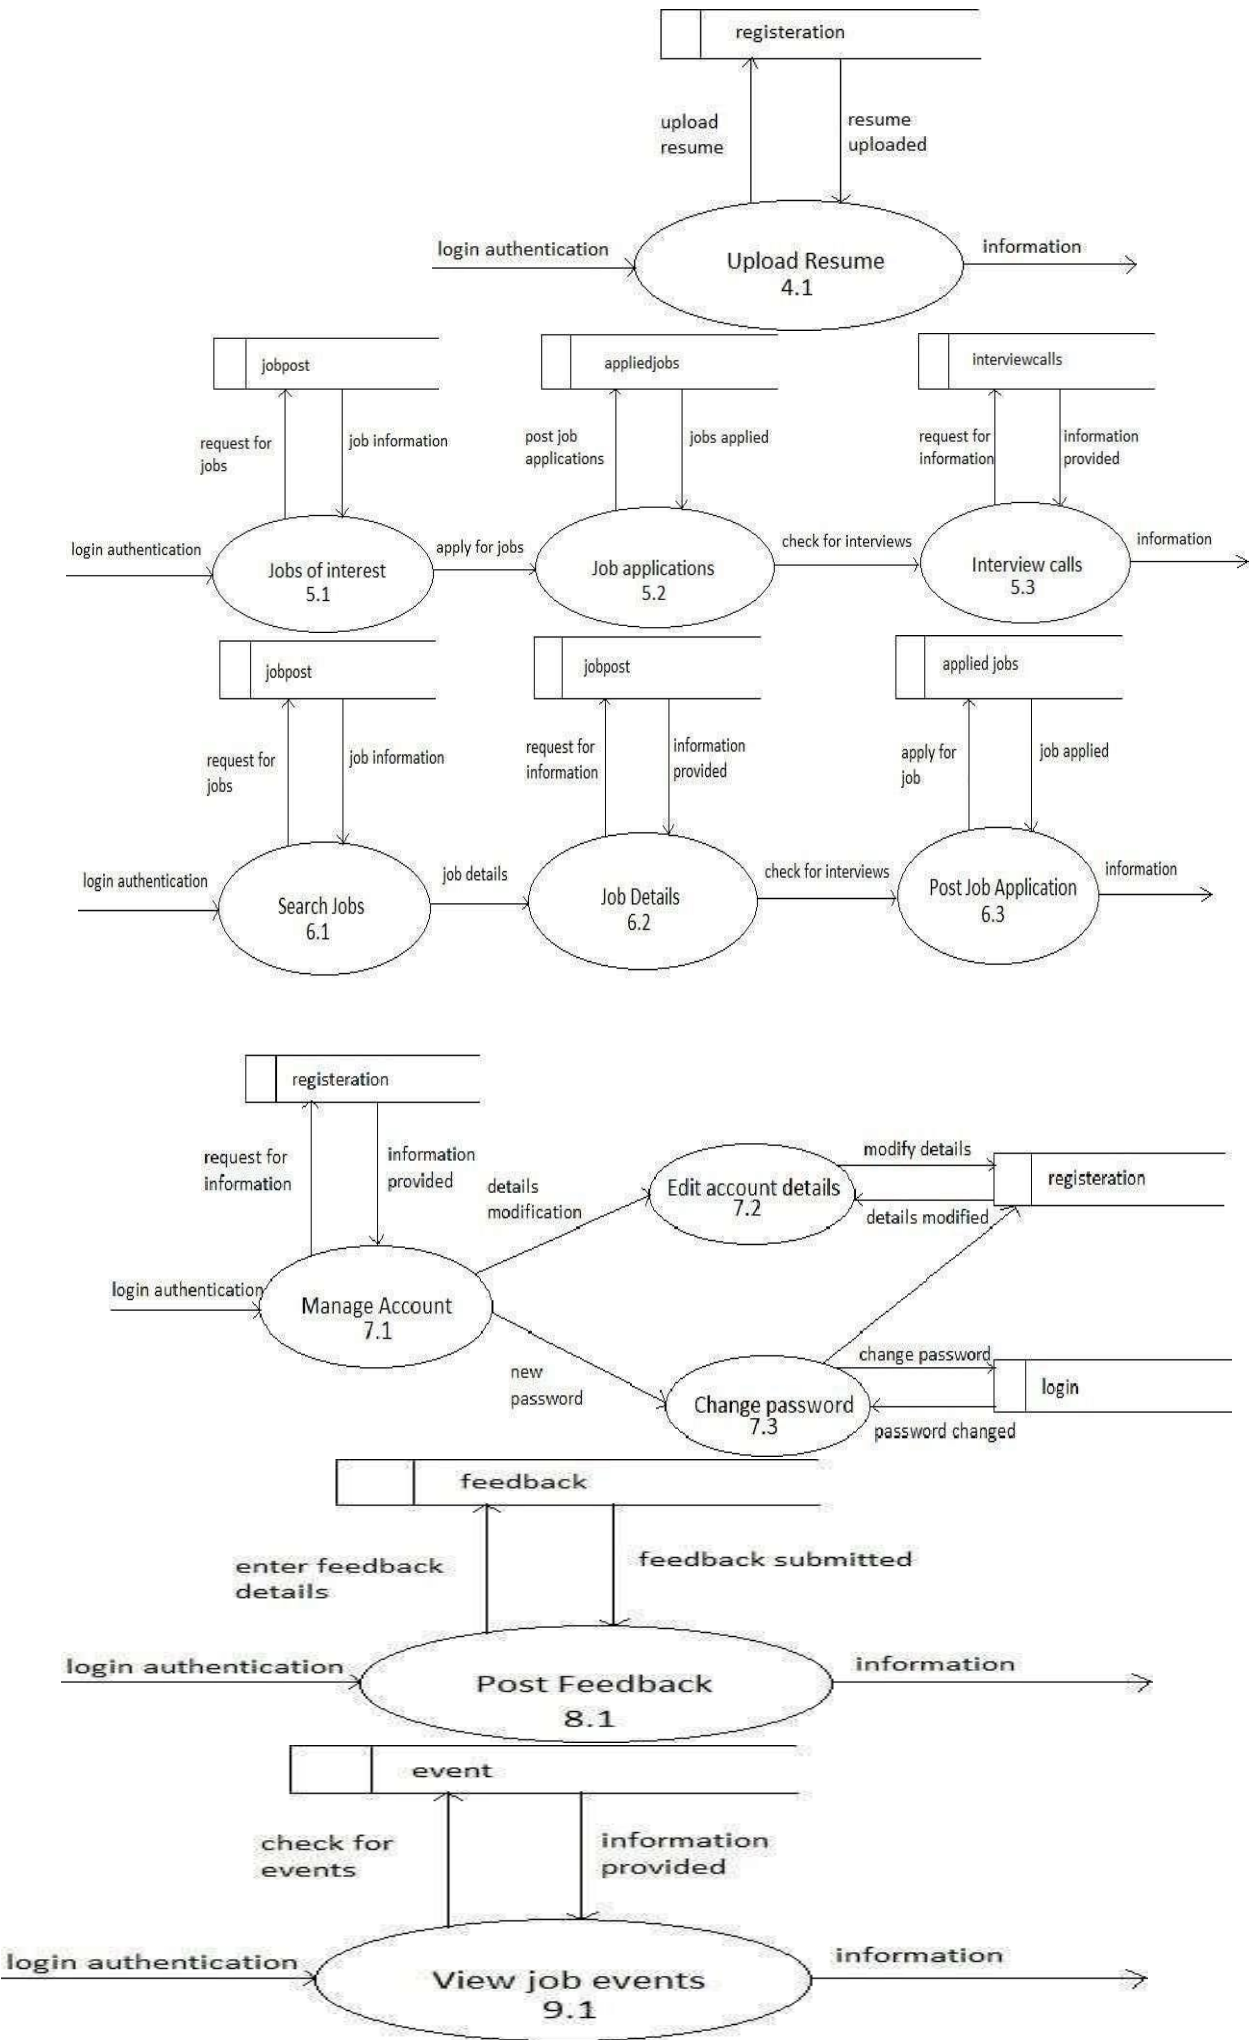 registeration
upload
resume
resume
uploaded
login authentication
Upload Resume
4.1
information
jobpost
appliedjobs
interviewcalls
request for
jobs
job information
post job
applications
jobs applied
request for
information
information
provided
login authentication
Jobs of interest
5.1
apply for jobs
Job applications
5.2
check for interviews
Interview calls
5.3
information
jobpost
jobpost
applied jobs
request for
jobs
job information
request for
information
information
provided
apply for
job
job applied
login authentication
Search Jobs
6.1
job details
Job Details
6.2
check for interviews
Post Job Application
6.3
information
registeration
request for
information
information
provided
details
modification
Edit account details
7.2
modify details
details modified
registeration
login authentication
Manage Account
7.1
new
password
Change password
7.3
change password
password changed
login
feedback
enter feedback
details
feedback submitted
login authentication
Post Feedback
8.1
information
event
check for
events
information
provided
login authentication
View job events
9.1
information